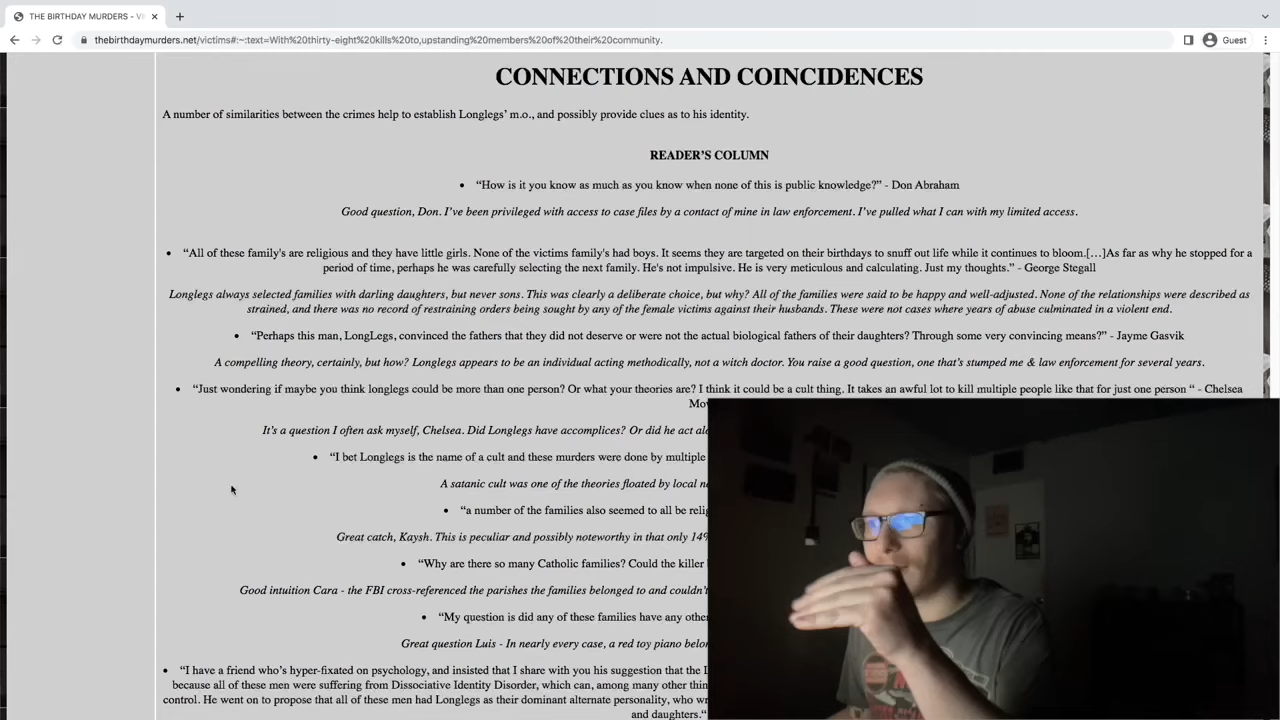 THE BIRTHDAY MURDERS - VI
thebirthdaymurders.net/victims#:~:text=With%20thirty-eight%20kills%20to,upstanding%20members%20of%20their%20community.
Guest
CONNECTIONS AND COINCIDENCES
A number of similarities between the crimes help to establish Longlegs’ m.o., and possibly provide clues as to his identity.
READER’S COLUMN
• “How is it you know as much as you know when none of this is public knowledge?” - Don Abraham
Good question, Don. I’ve been privileged with access to case files by a contact of mine in law enforcement. I’ve pulled what I can with my limited access.
• “All of these family's are religious and they have little girls. None of the victims family's had boys. It seems they are targeted on their birthdays to snuff out life while it continues to bloom.[…]As far as why he stopped for a
period of time, perhaps he was carefully selecting the next family. He's not impulsive. He is very meticulous and calculating. Just my thoughts.” - George Stegall
Longlegs always selected families with darling daughters, but never sons. This was clearly a deliberate choice, but why? All of the families were said to be happy and well-adjusted. None of the relationships were described as
strained, and there was no record of restraining orders being sought by any of the female victims against their husbands. These were not cases where years of abuse culminated in a violent end.
• “Perhaps this man, LongLegs, convinced the fathers that they did not deserve or were not the actual biological fathers of their daughters? Through some very convincing means?” - Jayme Gasvik
A compelling theory, certainly, but how? Longlegs appears to be an individual acting methodically, not a witch doctor. You raise a good question, one that’s stumped me & law enforcement for several years.
• “Just wondering if maybe you think longlegs could be more than one person? Or what your theories are? I think it could be a cult thing. It takes an awful lot to kill multiple people like that for just one person “ - Chelsea
It’s a question I often ask myself, Chelsea. Did Longlegs have accomplices? Or did he act
• “I bet Longlegs is the name of a cult and these murders were done by multiple
A satanic cult was one of the theories floated by local
• “a number of the families also seemed to all be
Great catch, Kaysh. This is peculiar and possibly noteworthy in that only 14%
• “Why are there so many Catholic families? Could the killer
Good intuition Cara - the FBI cross-referenced the parishes the families belonged to and
• “My question is did any of these families have any other
Great question Luis - In nearly every case, a red toy piano
• “I have a friend who’s hyper-fixated on psychology, and insisted that I share with you his suggestion that the
because all of these men were suffering from Dissociative Identity Disorder, which can, among many other
control. He went on to propose that all of these men had Longlegs as their dominant alternate personality, who
and daughters.“